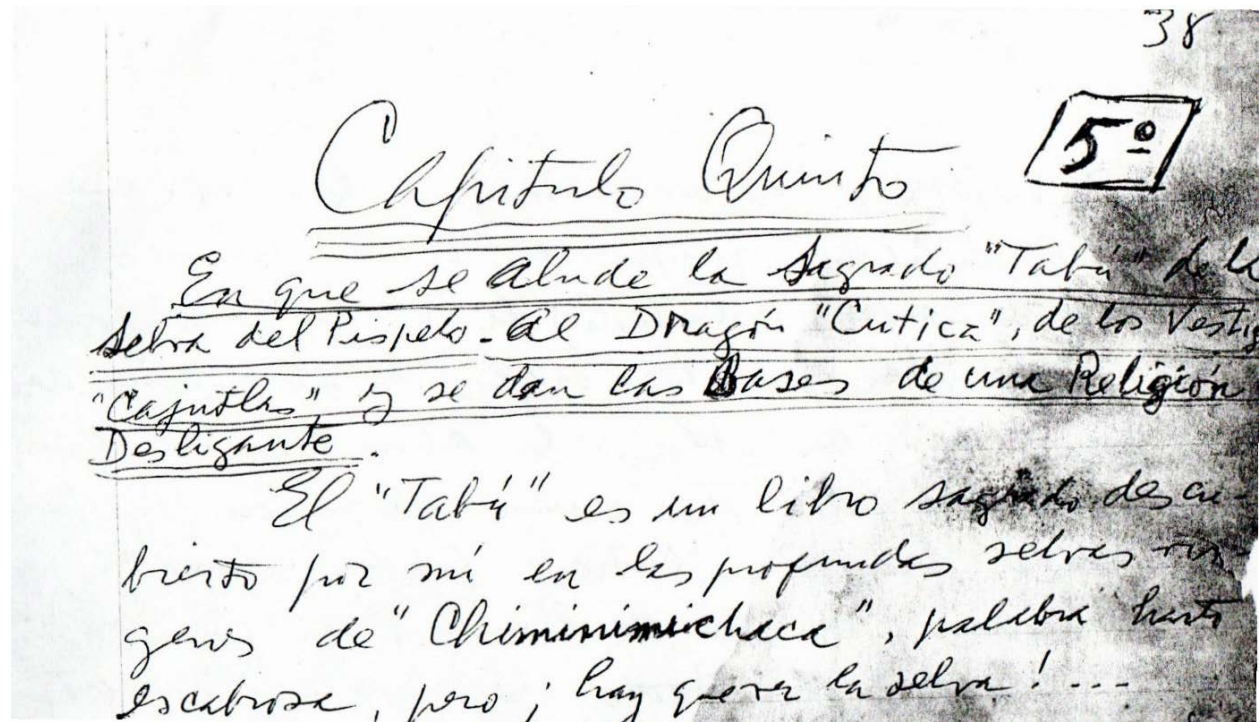 38
5º
Capitulo Quinto
En que se alude la Sagrado "Tabú" de la
Selva del Pispelo - al Dragón "Cutica", de los Vestig
"Cajutlas", y se dan las Bases de una Religión
Desligante.
El "Tabú" es un libro sagrado descu-
bierto por mí en las profundas selvas vir-
genes de "Chiminimichaca", palabra harto
escabrosa, pero ¡ hay que ver la selva! ...